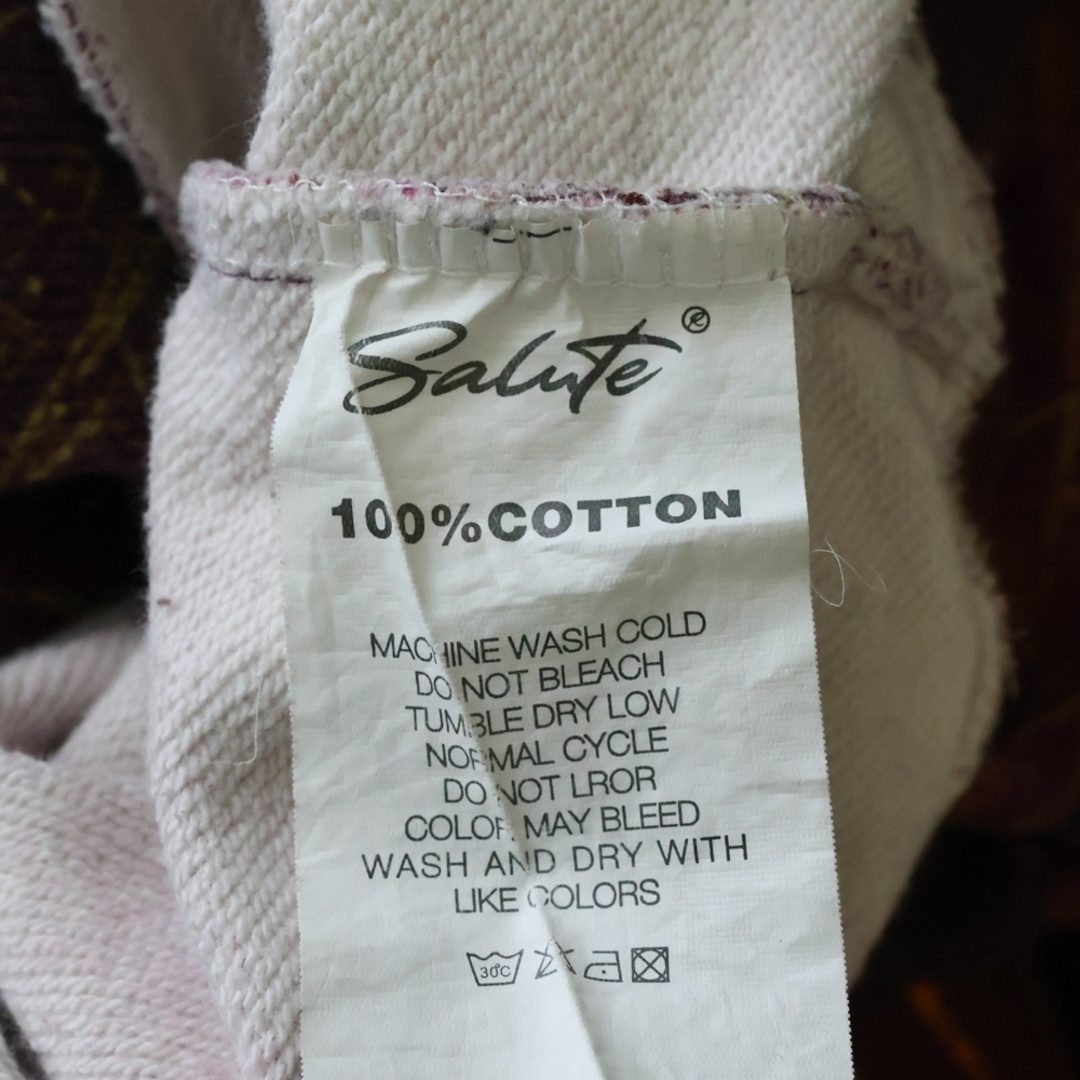 Salute®
100%COTTON
MACHINE WASH COLD
DO NOT BLEACH
TUMBLE DRY LOW
NORMAL CYCLE
DO NOT LROR
COLOR MAY BLEED
WASH AND DRY WITH
LIKE COLORS
30°C